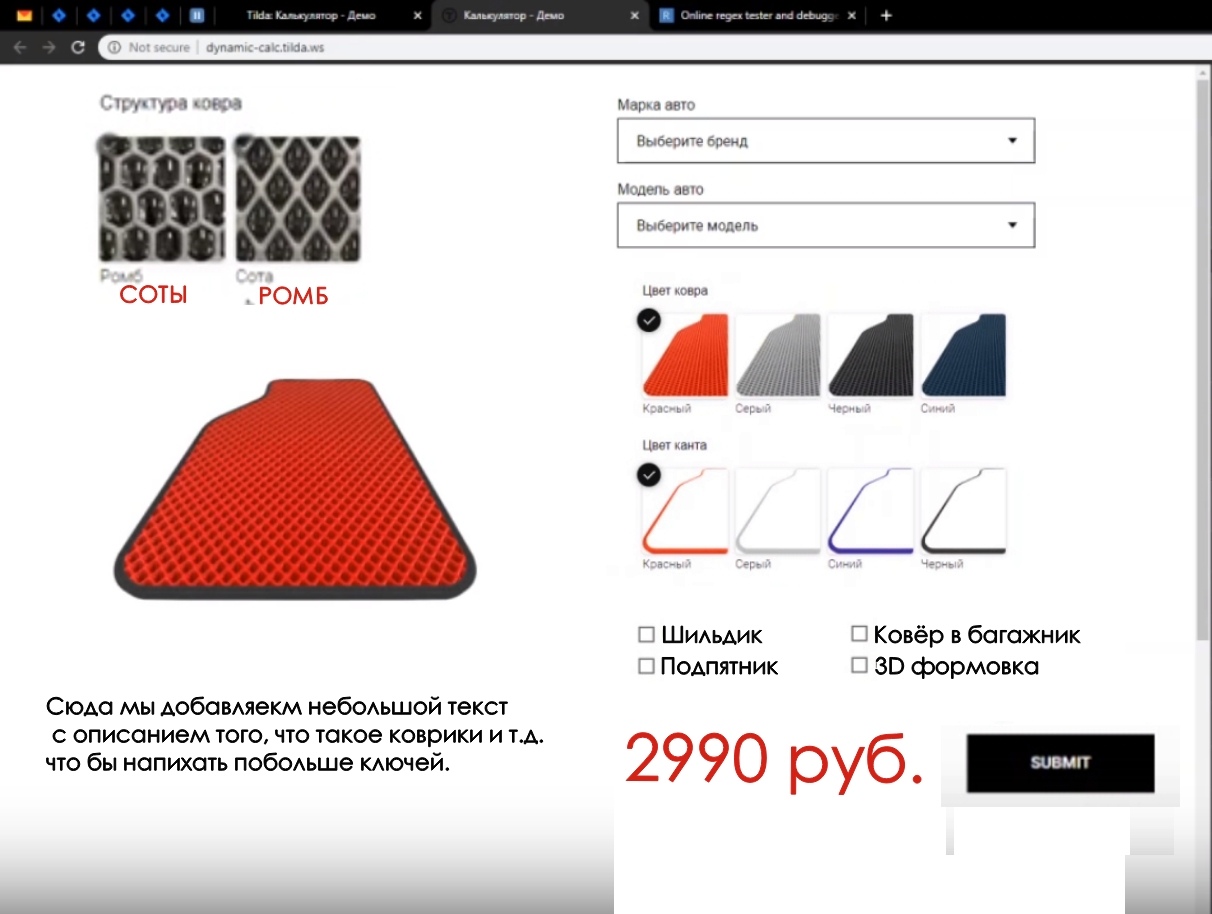 Tilda: Калькулятор - Демо
Калькулятор - Демо
Online regex tester and debugg
Not secure | dynamic-calc.tilda.ws
Структура ковра
Ромб
Сота
СОТЫ
РОМБ
Марка авто
Выберите бренд
Модель авто
Выберите модель
Цвет ковра
Красный
Серый
Черный
Синий
Цвет канта
Красный
Серый
Синий
Черный
Шильдик
Ковёр в багажник
Подпятник
3D формовка
Сюда мы добавляекм небольшой текст
с описанием того, что такое коврики и т.д.
что бы напихать побольше ключей.
2990 руб.
SUBMIT